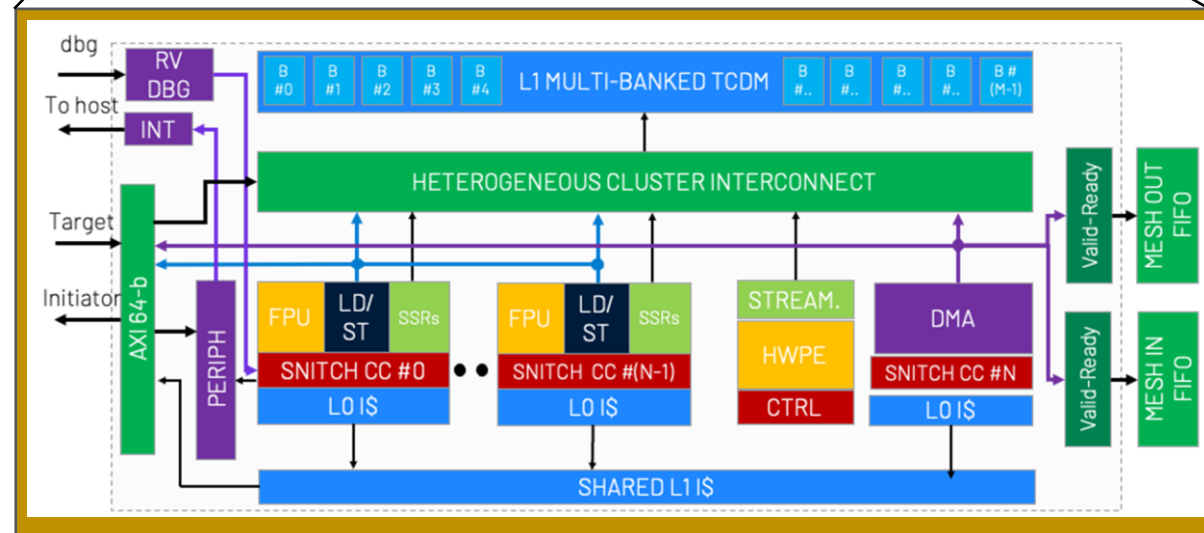 dbg
RV
DBG
To host
INT
B
#0
B
#1
B
#2
B
#3
B
#4
L1 MULTI-BANKED TCDM
B
#..
B
#..
B
#..
B
#..
B #
(M-1)
HETEROGENEOUS CLUSTER INTERCONNECT
Target
Initiator
AXI 64-b
PERIPH
FPU
LD/
ST
SSRs
SNITCH CC #0
L0 I$
FPU
LD/
ST
SSRs
SNITCH CC #(N-1)
L0 I$
STREAM.
HWPE
CTRL
DMA
SNITCH CC #N
L0 I$
SHARED L1 I$
Valid-Ready
MESH OUT
FIFO
Valid-Ready
MESH IN
FIFO